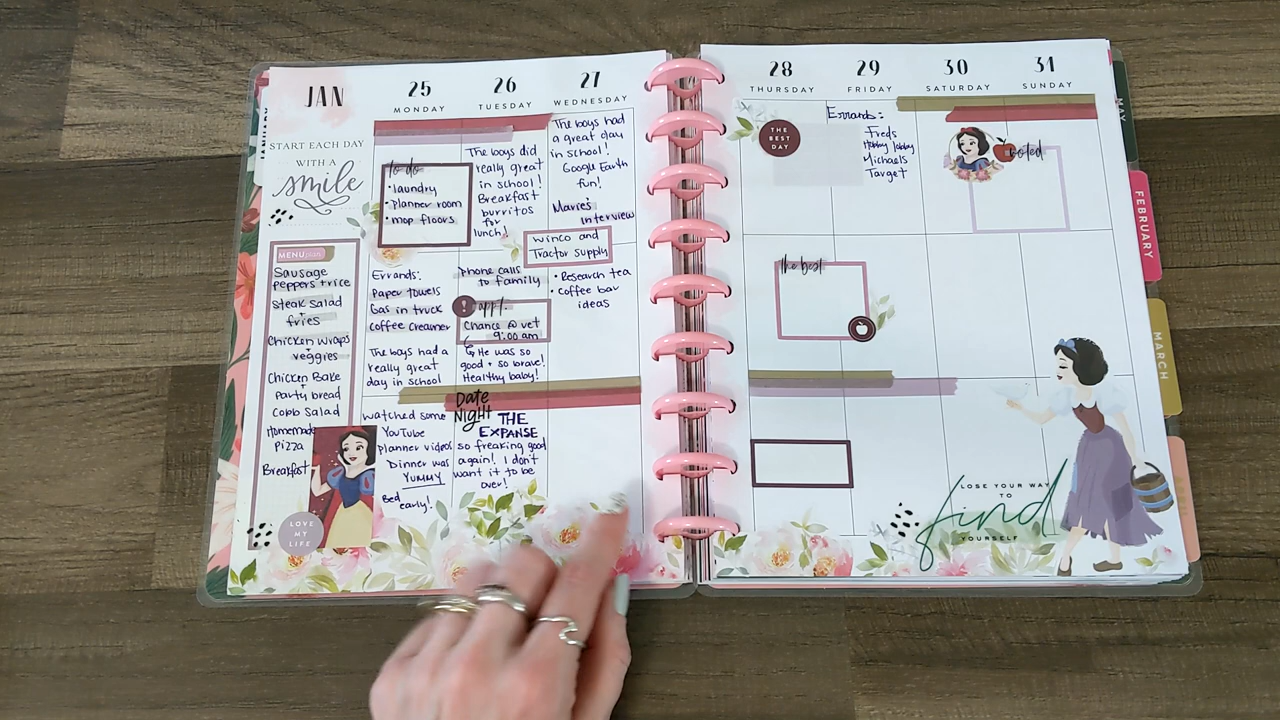 JAN
START EACH DAY
WITH A
smile
MENU
Sausage
peppers + rice
Steak salad
fries
Chicken wraps
veggies
Chicken Bake
+
party bread
Cobb Salad
Homemade
Pizza
Breakfast
LOVE
MY
LIFE
25
MONDAY
to do
• laundry
• planner room
• mop floors
Errands:
Paper towels
Gas in truck
coffee creamer
The boys had a
really great
day in school
watched some
YouTube
planner videos
Dinner was
YUMMY
Bed
early!
26
TUESDAY
The boys did
really great
in school!
Breakfast
burritos
for
lunch!
phone calls
to family
!
appt.
Chance @ vet
9:00 am
He was so
good + so brave!
Healthy baby!
Date
Night
THE
EXPANSE
so freaking good
again! I don't
want it to be
over!
27
WEDNESDAY
The boys had
a great day
in school!
Google Earth
fun!
Marie's
interview
winco and
Tractor Supply
• Research tea
• coffee bar
ideas
28
THURSDAY
THE
BEST
DAY
the best
29
FRIDAY
Errands:
Freds
Hobby lobby
Michaels
Target
30
SATURDAY
31
SUNDAY
LOSE YOUR WAY
TO
find
YOURSELF
MAY
FEBRUARY
MARCH